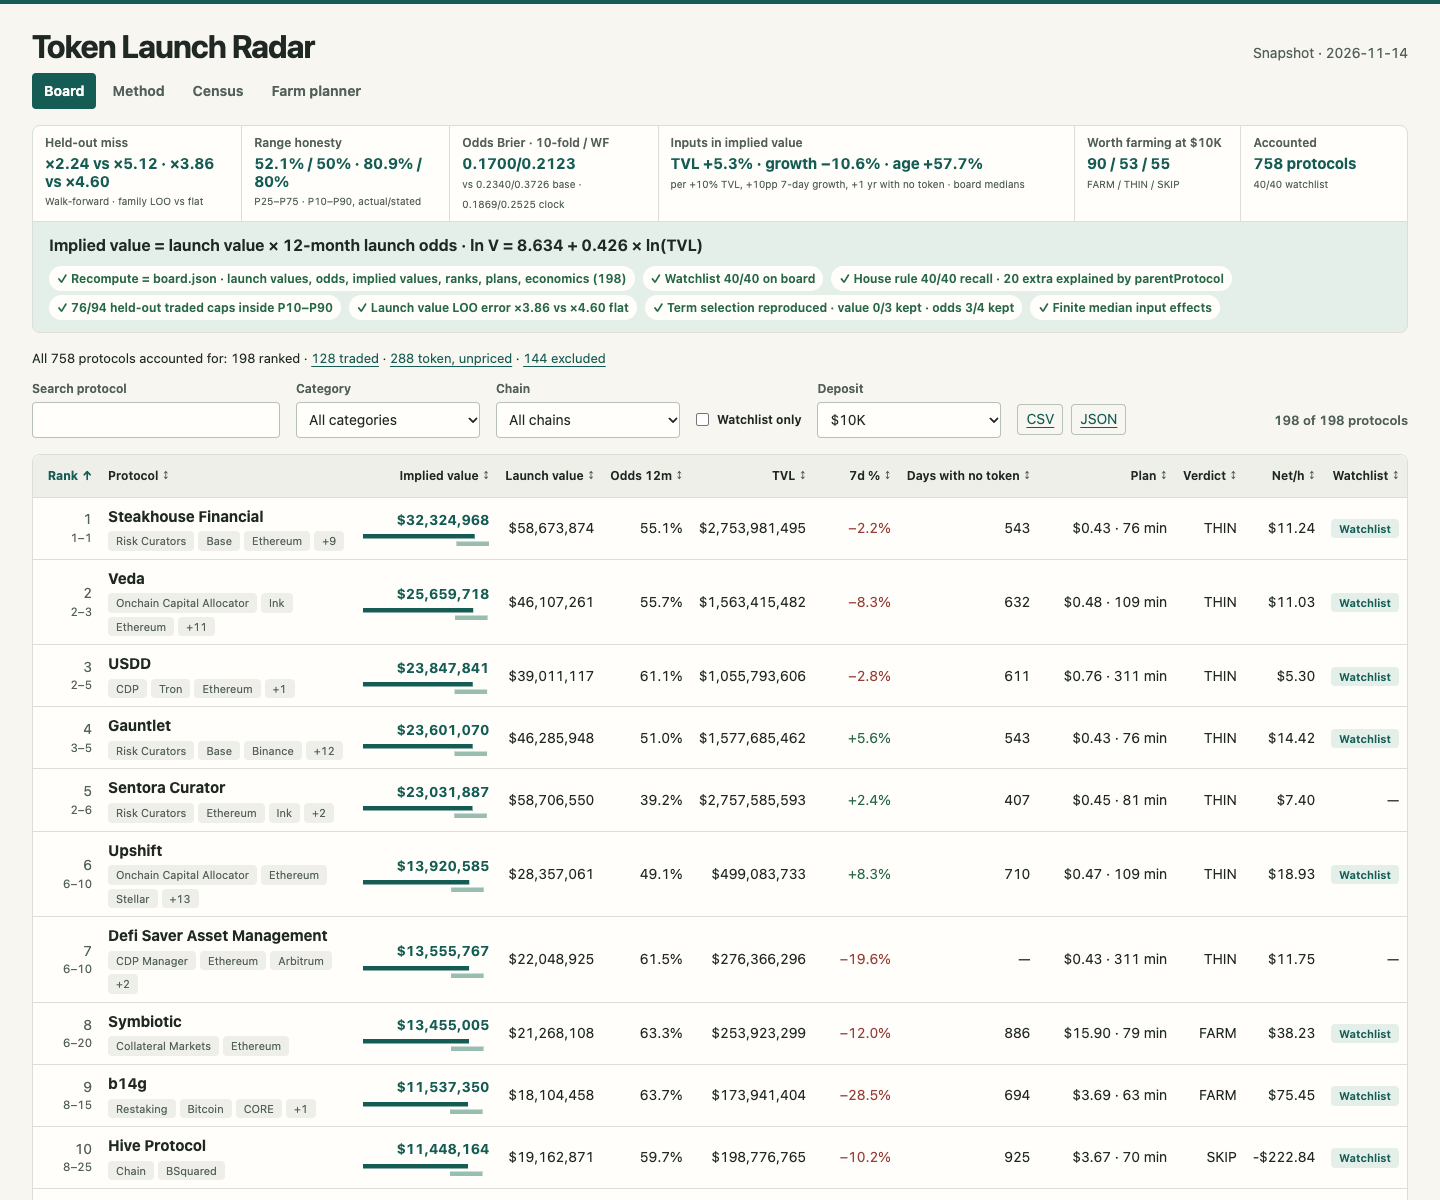 Token Launch Radar
Snapshot · 2026-11-14
Board Method Census Farm planner
Held-out miss
×2.24 vs ×5.12 · ×3.86
vs ×4.60
Walk-forward · family LOO vs flat
Range honesty
52.1% / 50% · 80.9% /
80%
P25–P75 · P10–P90, actual/stated
Odds Brier · 10-fold / WF
0.1700/0.2123
vs 0.2340/0.3726 base ·
0.1869/0.2525 clock
Inputs in implied value
TVL +5.3% · growth −10.6% · age +57.7%
per +10% TVL, +10pp 7-day growth, +1 yr with no token · board medians
Worth farming at $10K
90 / 53 / 55
FARM / THIN / SKIP
Accounted
758 protocols
40/40 watchlist
Implied value = launch value × 12-month launch odds · ln V = 8.634 + 0.426 × ln(TVL)
✓ Recompute = board.json · launch values, odds, implied values, ranks, plans, economics (198) ✓ Watchlist 40/40 on board ✓ House rule 40/40 recall · 20 extra explained by parentProtocol
✓ 76/94 held-out traded caps inside P10–P90 ✓ Launch value LOO error ×3.86 vs ×4.60 flat ✓ Term selection reproduced · value 0/3 kept · odds 3/4 kept ✓ Finite median input effects
All 758 protocols accounted for: 198 ranked · 128 traded · 288 token, unpriced · 144 excluded
Search protocol Category Chain Deposit
All categories All chains Watchlist only $10K CSV JSON 198 of 198 protocols
Rank ↑ Protocol ↕ Implied value ↕ Launch value ↕ Odds 12m ↕ TVL ↕ 7d % ↕ Days with no token ↕ Plan ↕ Verdict ↕ Net/h ↕ Watchlist ↕
1 Steakhouse Financial $32,324,968 $58,673,874 55.1% $2,753,981,495 −2.2% 543 $0.43 · 76 min THIN $11.24 Watchlist
1–1 Risk Curators Base Ethereum +9
2 Veda $25,659,718 $46,107,261 55.7% $1,563,415,482 −8.3% 632 $0.48 · 109 min THIN $11.03 Watchlist
2–3 Onchain Capital Allocator Ink
Ethereum +11
3 USDD $23,847,841 $39,011,117 61.1% $1,055,793,606 −2.8% 611 $0.76 · 311 min THIN $5.30 Watchlist
2–5 CDP Tron Ethereum +1
4 Gauntlet $23,601,070 $46,285,948 51.0% $1,577,685,462 +5.6% 543 $0.43 · 76 min THIN $14.42 Watchlist
3–5 Risk Curators Base Binance +12
5 Sentora Curator $23,031,887 $58,706,550 39.2% $2,757,585,593 +2.4% 407 $0.45 · 81 min THIN $7.40 —
2–6 Risk Curators Ethereum Ink +2
6 Upshift $13,920,585 $28,357,061 49.1% $499,083,733 +8.3% 710 $0.47 · 109 min THIN $18.93 Watchlist
6–10 Onchain Capital Allocator Ethereum
Stellar +13
7 Defi Saver Asset Management $13,555,767 $22,048,925 61.5% $276,366,296 −19.6% — $0.43 · 311 min THIN $11.75 —
6–10 CDP Manager Ethereum Arbitrum
+2
8 Symbiotic $13,455,005 $21,268,108 63.3% $253,923,299 −12.0% 886 $15.90 · 79 min FARM $38.23 Watchlist
6–20 Collateral Markets Ethereum
9 b14g $11,537,350 $18,104,458 63.7% $173,941,404 −28.5% 694 $3.69 · 63 min FARM $75.45 Watchlist
8–15 Restaking Bitcoin CORE +1
10 Hive Protocol $11,448,164 $19,162,871 59.7% $198,776,765 −10.2% 925 $3.67 · 70 min SKIP -$222.84 Watchlist
8–25 Chain BSquared